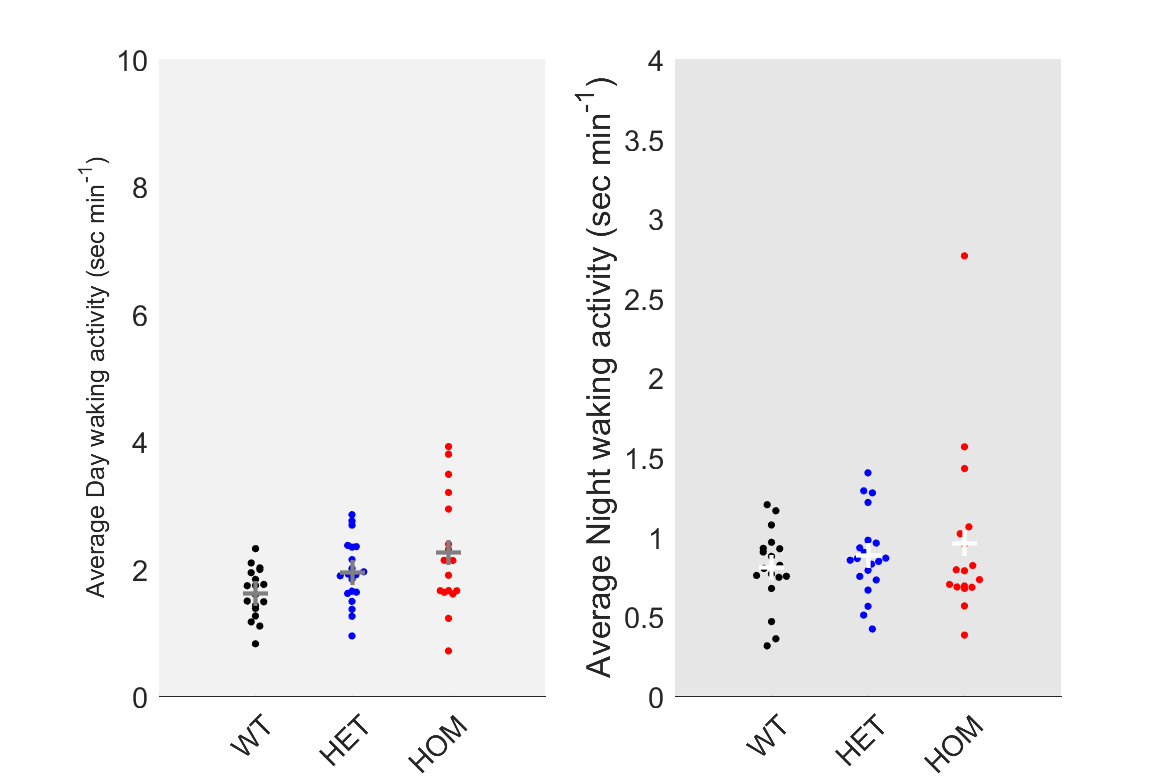 Average Day waking activity (sec min⁻¹)
10
8
6
4
2
0
WT
HET
HOM
Average Night waking activity (sec min⁻¹)
4
3.5
3
2.5
2
1.5
1
0.5
0
WT
HET
HOM